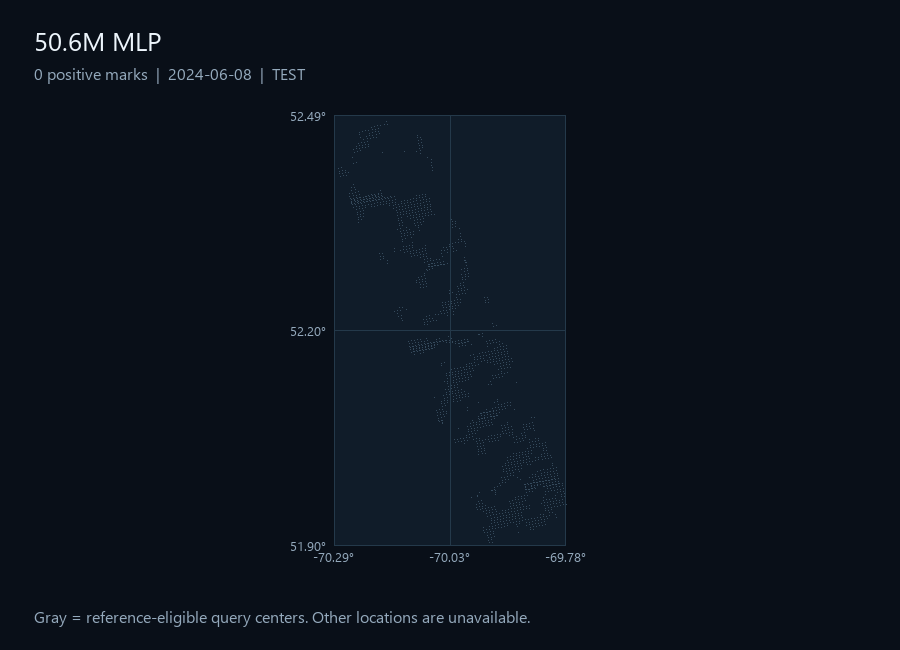 50.6M MLP
0 positive marks | 2024-06-08 | TEST
52.49°
52.20°
51.90°
-70.29°
-70.03°
-69.78°
Gray = reference-eligible query centers. Other locations are unavailable.